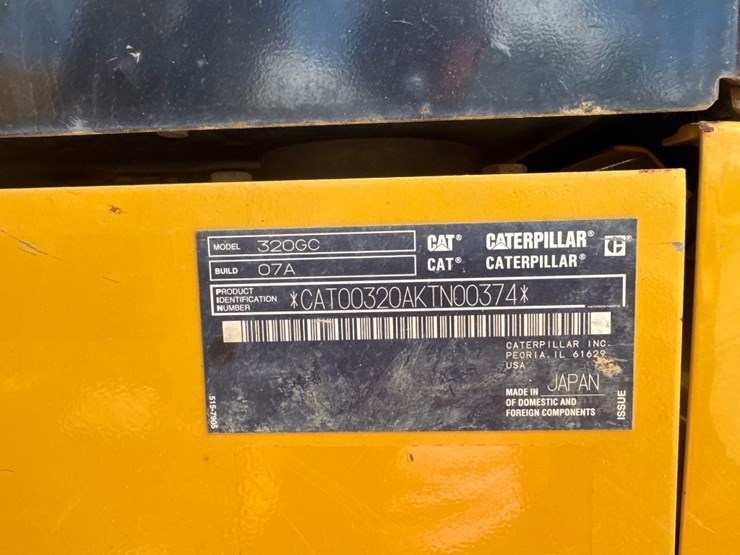 MODEL 320GC
CAT® CATERPILLAR®
BUILD 07A
CAT® CATERPILLAR®
PRODUCT
IDENTIFICATION
NUMBER
*CAT00320AKTN00374*
CATERPILLAR INC.
PEORIA, IL 61629
USA
MADE IN JAPAN
OF DOMESTIC AND
FOREIGN COMPONENTS
ISSUE
515-7905